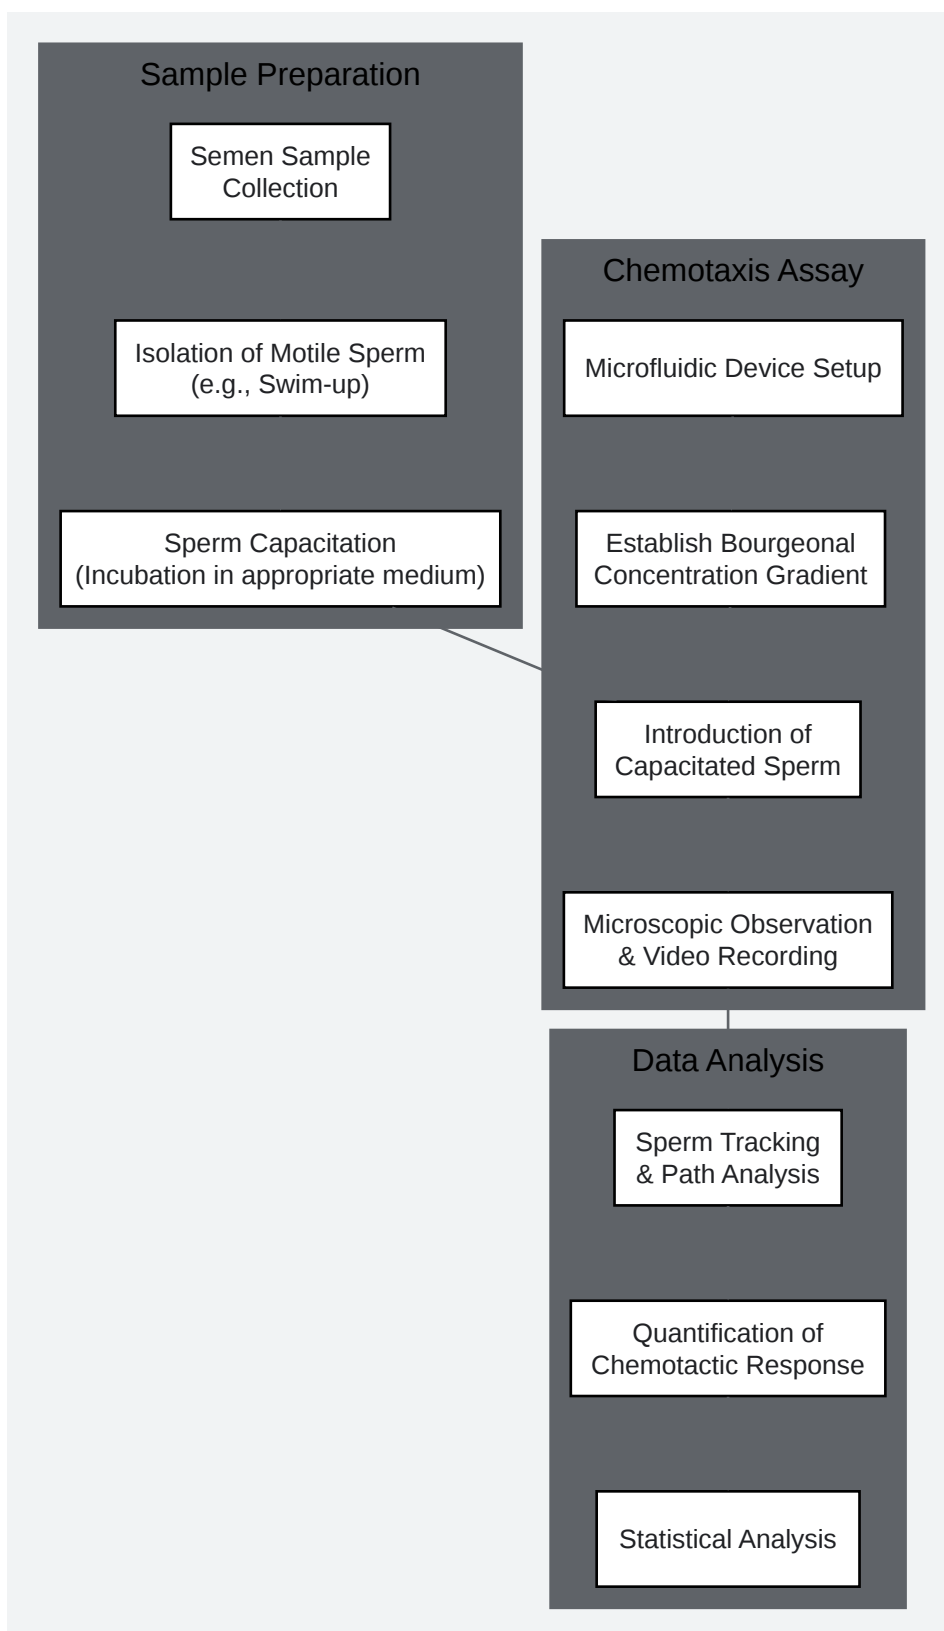 Sample Preparation
Semen Sample
Collection
Isolation of Motile Sperm
(e.g., Swim-up)
Sperm Capacitation
(Incubation in appropriate medium)
Chemotaxis Assay
Microfluidic Device Setup
Establish Bourgeonal
Concentration Gradient
Introduction of
Capacitated Sperm
Microscopic Observation
& Video Recording
Data Analysis
Sperm Tracking
& Path Analysis
Quantification of
Chemotactic Response
Statistical Analysis